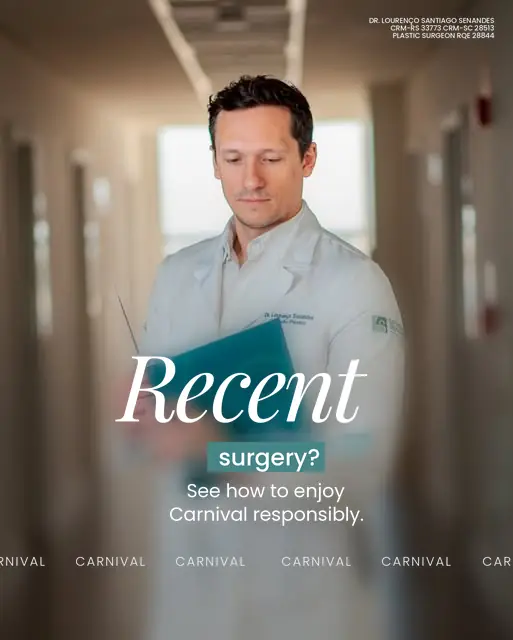 DR. LOURENÇO SANTIAGO SENANDES
CRM-RS 33773 CRM-SC 28513
PLASTIC SURGEON RQE 28844
Recent
surgery?
See how to enjoy
Carnival responsibly.
RNIVAL CARNIVAL CARNIVAL CARNIVAL CARNIVAL CAR